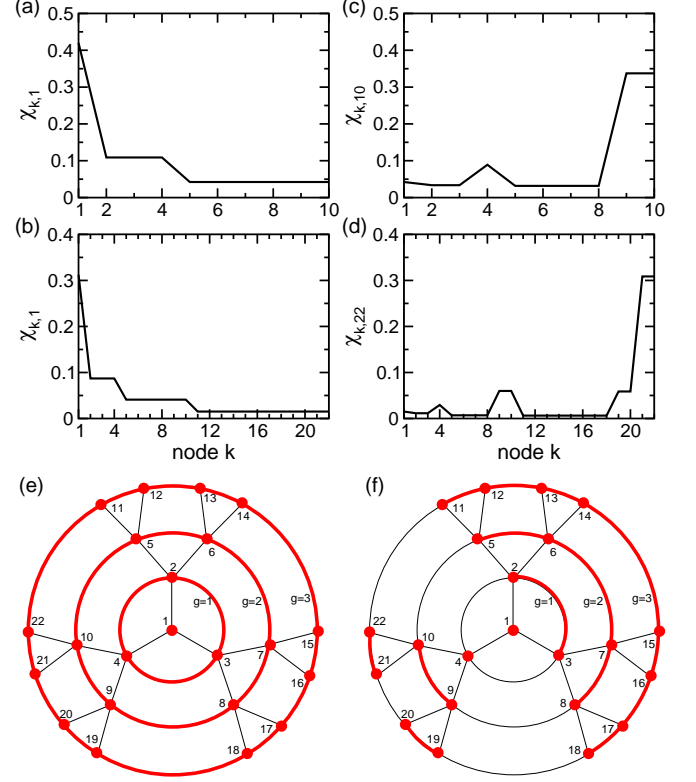 (a)
0.5
0.4
0.3
0.2
0.1
0
χk,1
1 2 4 6 8 10
(c)
0.5
0.4
0.3
0.2
0.1
0
χk,10
1 2 4 6 8 10
(b)
0.4
0.3
0.2
0.1
0
χk,1
1 4 8 12 16 20
node k
(d)
0.4
0.3
0.2
0.1
0
χk,22
1 4 8 12 16 20
node k
(e)
12 13
11 14
5 6
2
g=1 g=2 g=3
1
22 10 4 3 7 15
21 16
9 8
20 17
19 18
(f)
12 13
11 14
5 6
2
g=1 g=2 g=3
1
22 10 4 3 7 15
21 16
9 8
20 17
19 18